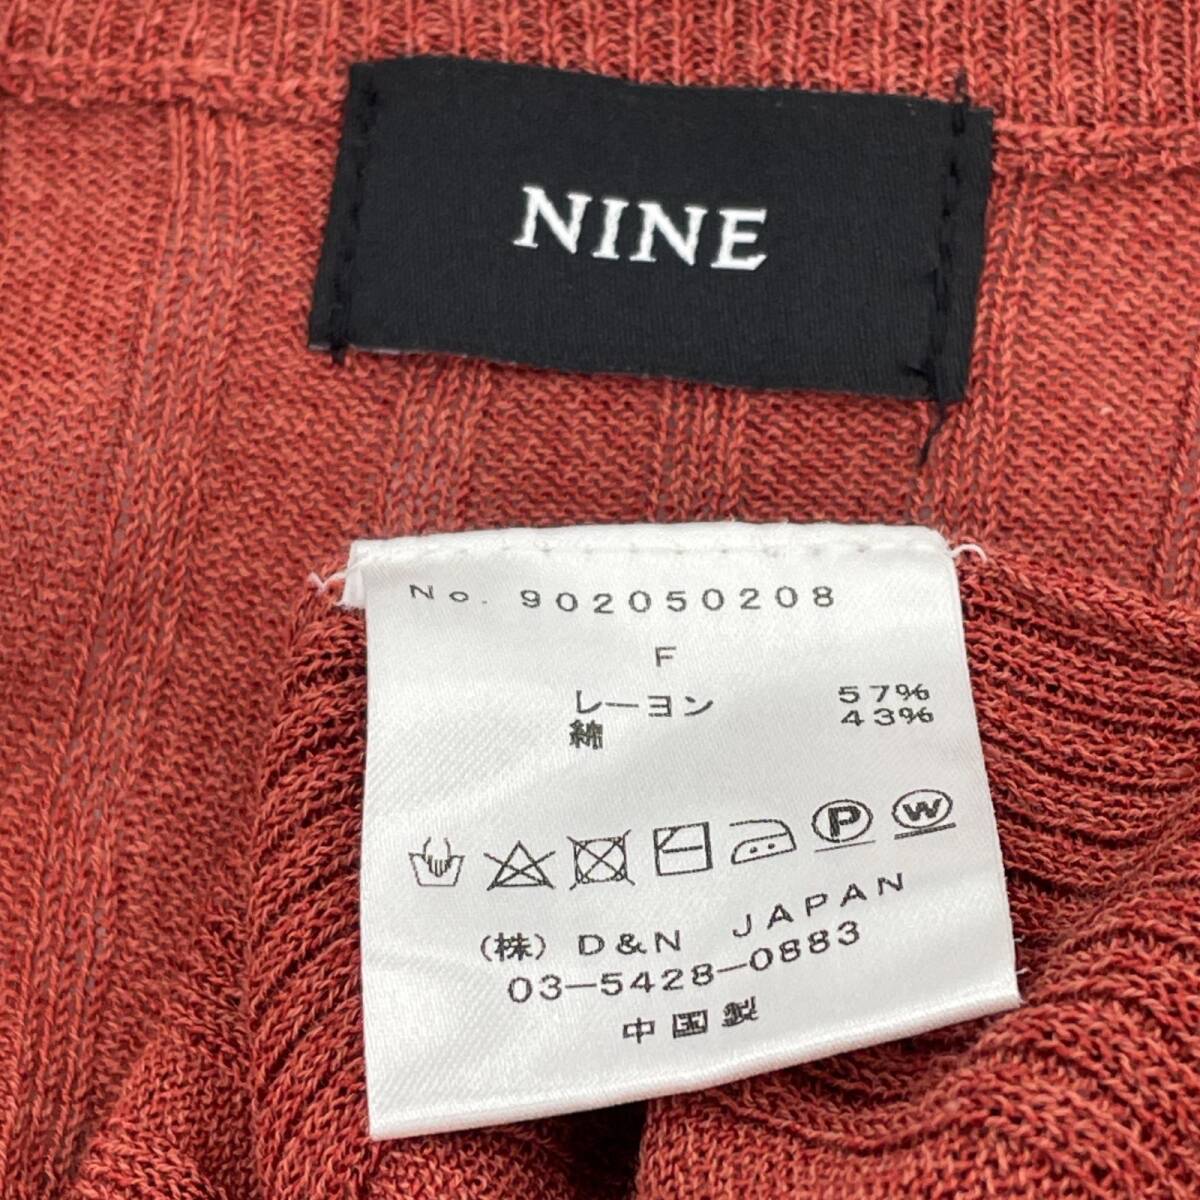 NINE
No. 902050208
F
レーヨン 57%
綿 43%
P W
(株) D&N JAPAN
03-5428-0883
中国製